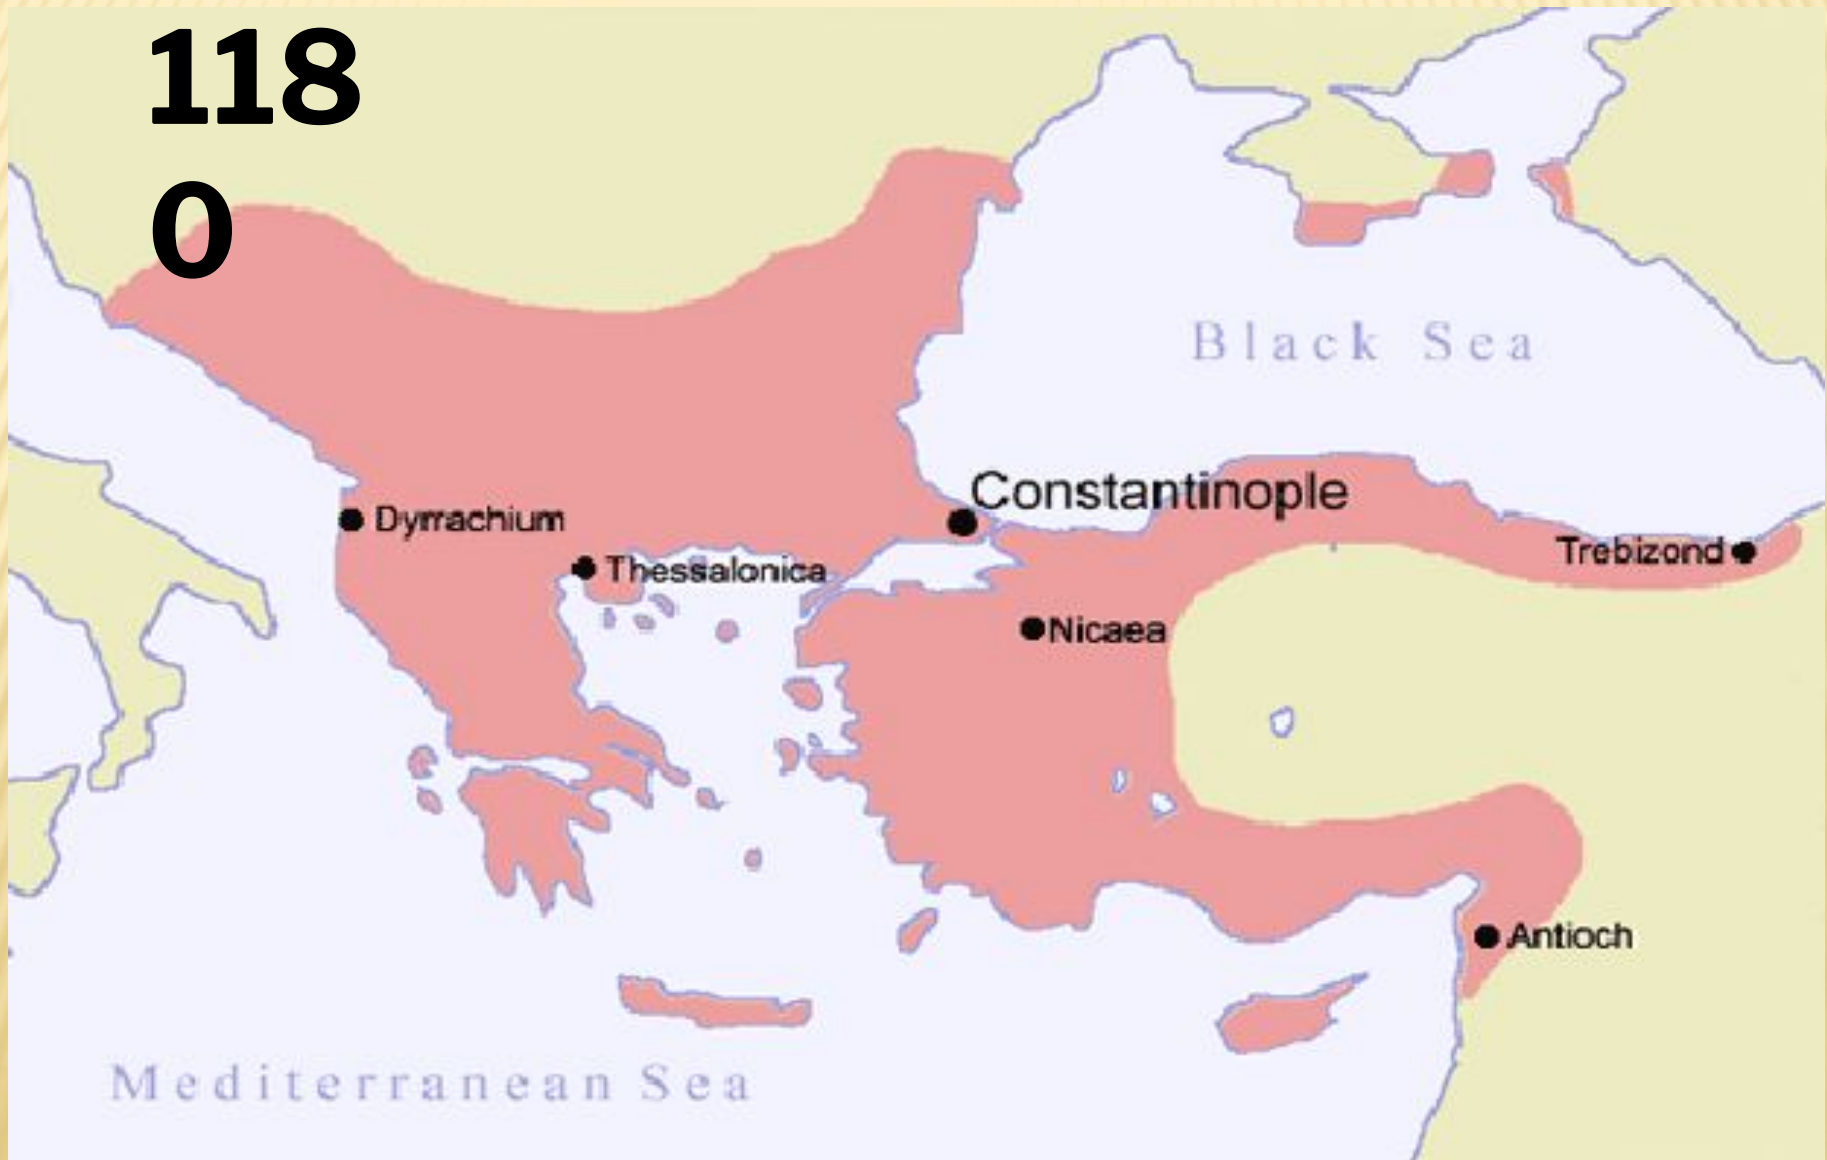 118
0
Black Sea
Constantinople
Dyrrachium
Trebizond
Thessalonica
Nicaea
Antioch
Mediterranean Sea